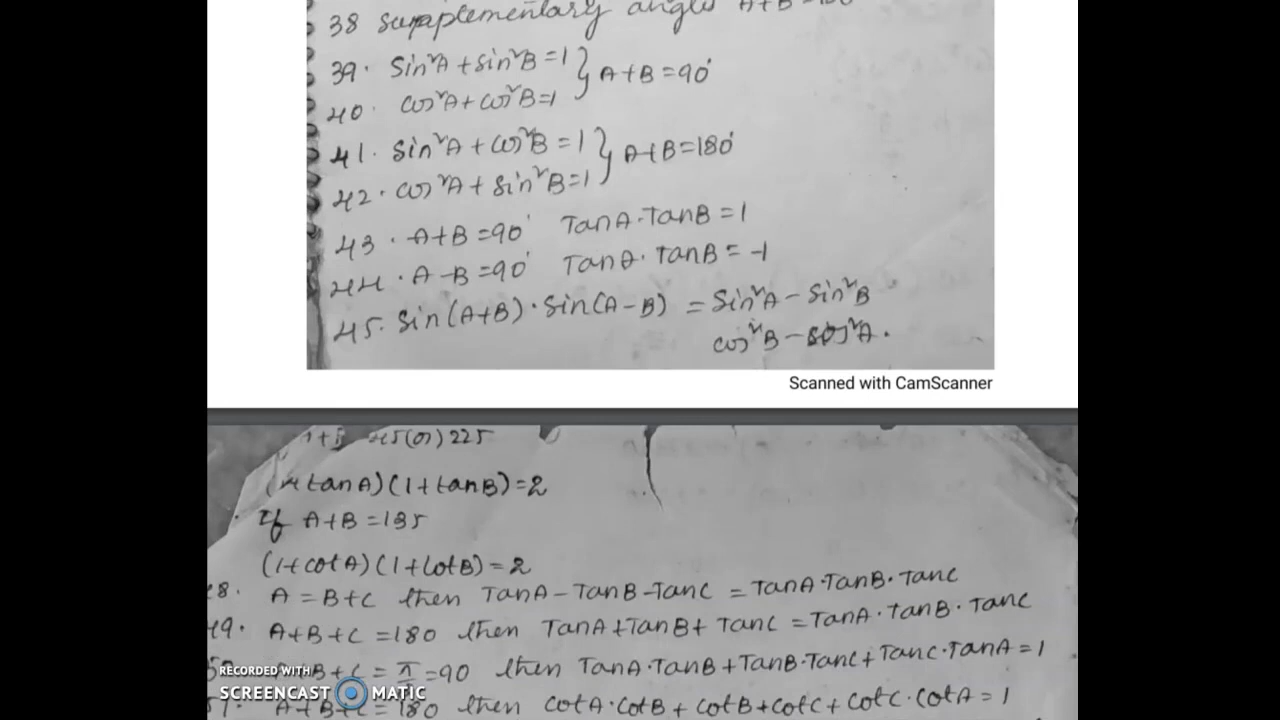 38 supplementary angle A+B=180
39. Sin²A + sin²B = 1 } A+B = 90°
40. cos²A + cos²B = 1
41. Sin²A + cos²B = 1 } A+B = 180°
42. cos²A + sin²B = 1
43. A+B = 90° TanA.TanB = 1
44. A-B = 90° TanA. TanB = -1
45. Sin(A+B).Sin(A-B) = Sin²A - Sin²B
cos²B - cos²A.
Scanned with CamScanner
45(or) 225
(1+tanA)(1+tanB)=2
If A+B = 135
(1+cotA)(1+cotB)=2
48. A = B+C then TanA - TanB - TanC = TanA.TanB.TanC
49. A+B+C = 180 then TanA+TanB+TanC = TanA.tanB.Tanc
50. A+B+C = π/2 = 90 then TanA.TanB + TanB.Tanc + Tanc.TanA = 1
RECORDED WITH
SCREENCAST MATIC
51. A+B+C = 180 then cotA.cotB + cotB+cotC + cotC.cotA = 1